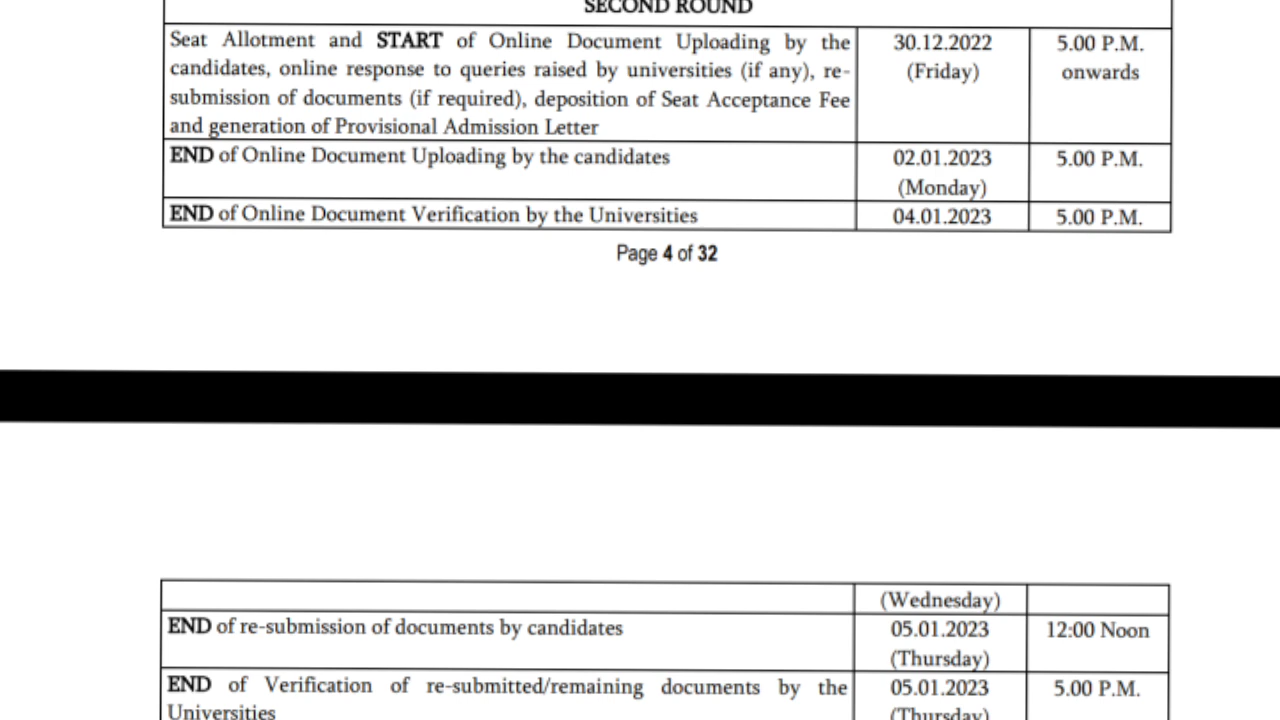 SECOND ROUND
Seat Allotment and START of Online Document Uploading by the
candidates, online response to queries raised by universities (if any), re-
submission of documents (if required), deposition of Seat Acceptance Fee
and generation of Provisional Admission Letter
30.12.2022
(Friday)
5.00 P.M.
onwards
END of Online Document Uploading by the candidates
02.01.2023
(Monday)
5.00 P.M.
END of Online Document Verification by the Universities
04.01.2023
5.00 P.M.
Page 4 of 32
(Wednesday)
END of re-submission of documents by candidates
05.01.2023
(Thursday)
12:00 Noon
END of Verification of re-submitted/remaining documents by the
Universities
05.01.2023
(Thursday)
5.00 P.M.